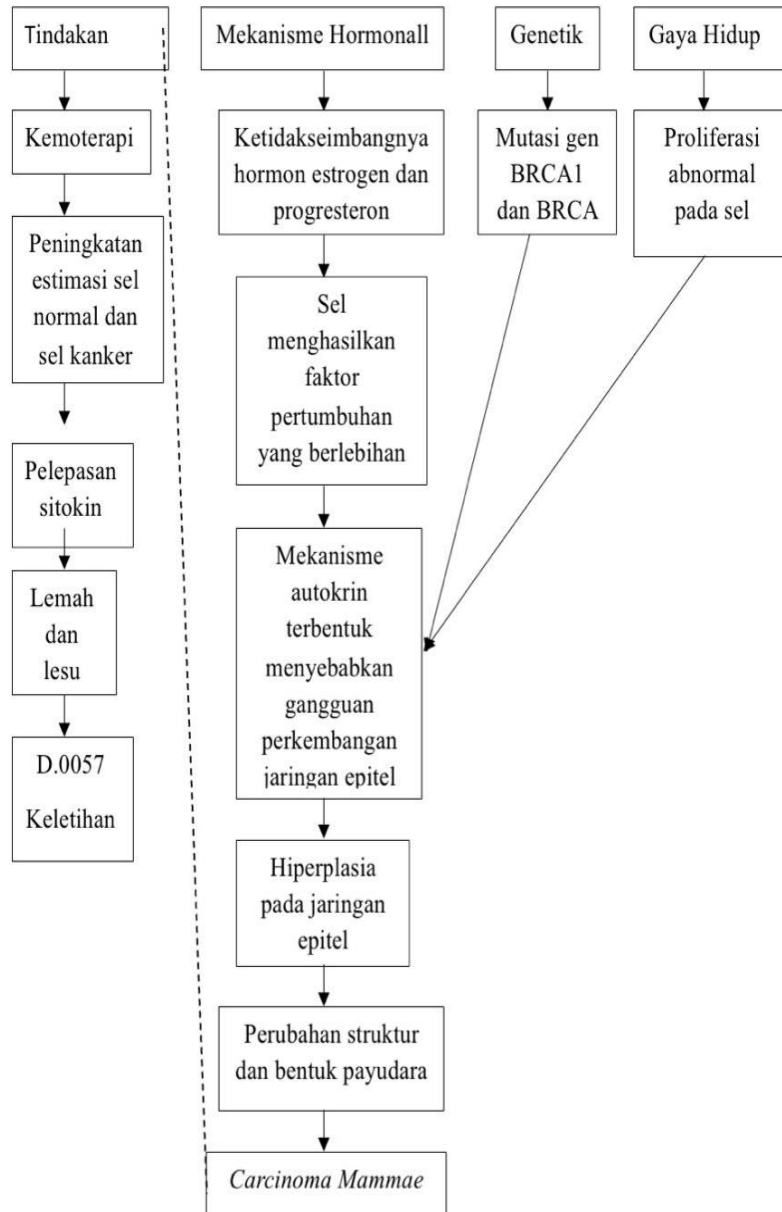 Tindakan
Kemoterapi
Peningkatan
estimasi sel
normal dan
sel kanker
Pelepasan
sitokin
Lemah
dan
lesu
D.0057
Keletihan
Mekanisme Hormonall
Ketidakseimbangnya
hormon estrogen dan
progresteron
Sel
menghasilkan
faktor
pertumbuhan
yang berlebihan
Mekanisme
autokrin
terbentuk
menyebabkan
gangguan
perkembangan
jaringan epitel
Hiperplasia
pada jaringan
epitel
Perubahan struktur
dan bentuk payudara
Carcinoma Mammae
Genetik
Mutasi gen
BRCA1
dan BRCA
Gaya Hidup
Proliferasi
abnormal
pada sel